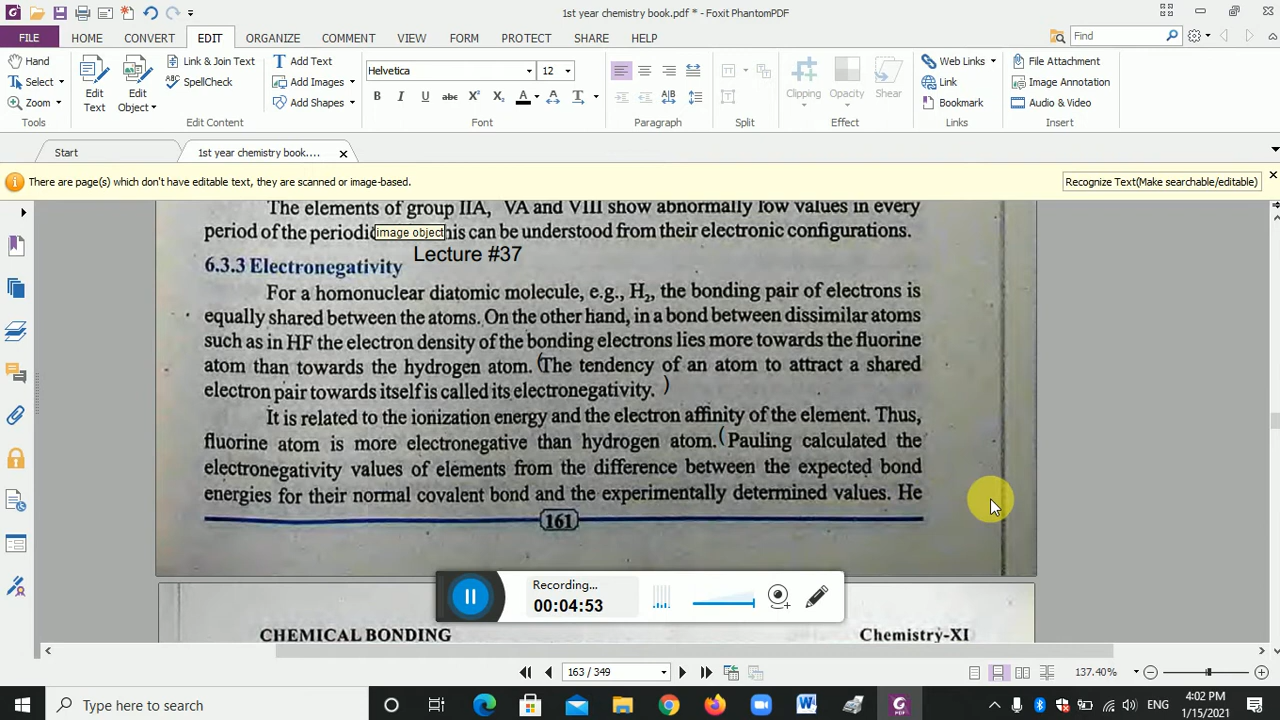 1st year chemistry book.pdf * - Foxit PhantomPDF
FILE HOME CONVERT EDIT ORGANIZE COMMENT VIEW FORM PROTECT SHARE HELP
Find
Hand
Select
Zoom
Tools
Edit Text
Edit Object
Link & Join Text
SpellCheck
Edit Content
Add Text
Add Images
Add Shapes
Helvetica 12
B I U abc X² X₂ A T
Font
Paragraph
Split
Clipping Opacity Shear
Effect
Web Links
Link
Bookmark
Links
File Attachment
Image Annotation
Audio & Video
Insert
Start
1st year chemistry book....
There are page(s) which don't have editable text, they are scanned or image-based.
Recognize Text(Make searchable/editable)
The elements of group IIA, VA and VIII show abnormally low values in every
period of the periodic
image object
his can be understood from their electronic configurations.
Lecture #37
6.3.3 Electronegativity
For a homonuclear diatomic molecule, e.g., H₂, the bonding pair of electrons is
equally shared between the atoms. On the other hand, in a bond between dissimilar atoms
such as in HF the electron density of the bonding electrons lies more towards the fluorine
atom than towards the hydrogen atom. (The tendency of an atom to attract a shared
electron pair towards itself is called its electronegativity. )
It is related to the ionization energy and the electron affinity of the element. Thus,
fluorine atom is more electronegative than hydrogen atom. (Pauling calculated the
electronegativity values of elements from the difference between the expected bond
energies for their normal covalent bond and the experimentally determined values. He
161
Recording...
00:04:53
CHEMICAL BONDING Chemistry-XI
163 / 349
137.40%
Type here to search
ENG
4:02 PM
1/15/2021